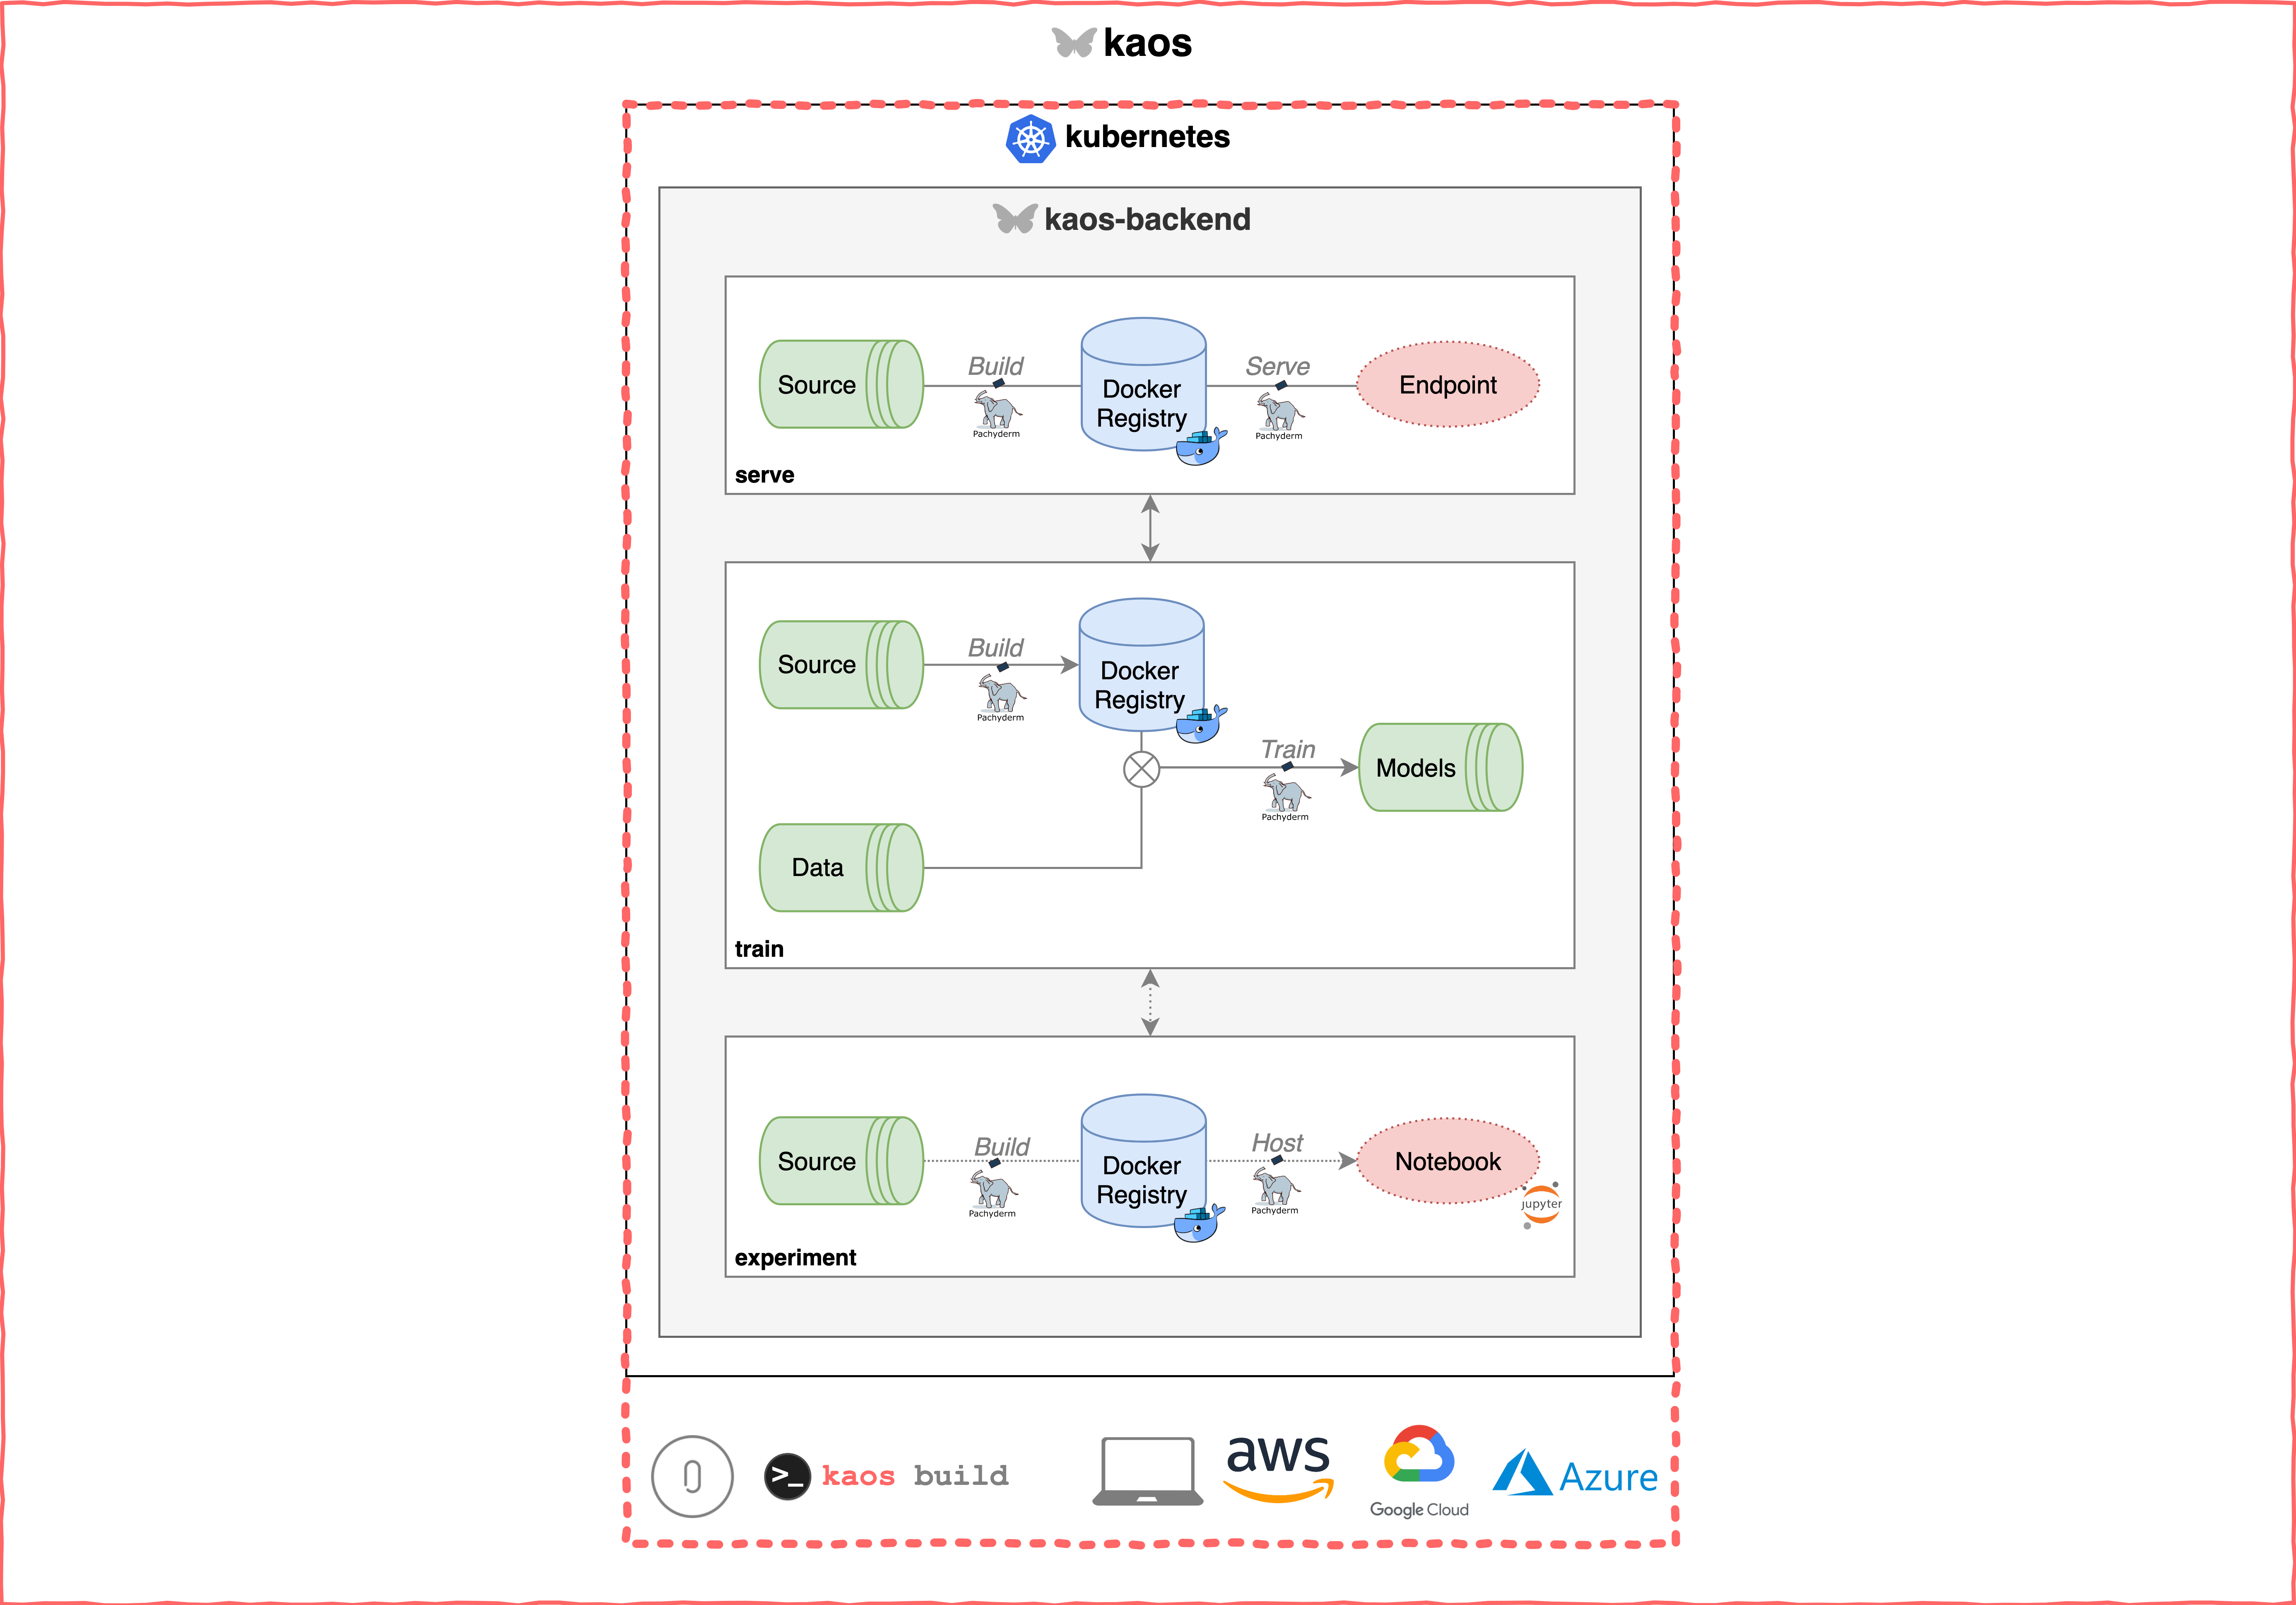 kaos
kubernetes
kaos-backend
Source
Build
Pachyderm
Docker
Registry
Serve
Pachyderm
Endpoint
serve
Source
Build
Pachyderm
Docker
Registry
Train
Pachyderm
Models
Data
train
Source
Build
Pachyderm
Docker
Registry
Host
Pachyderm
Notebook
jupyter
experiment
0
>_ kaos build
aws
Google Cloud
Azure